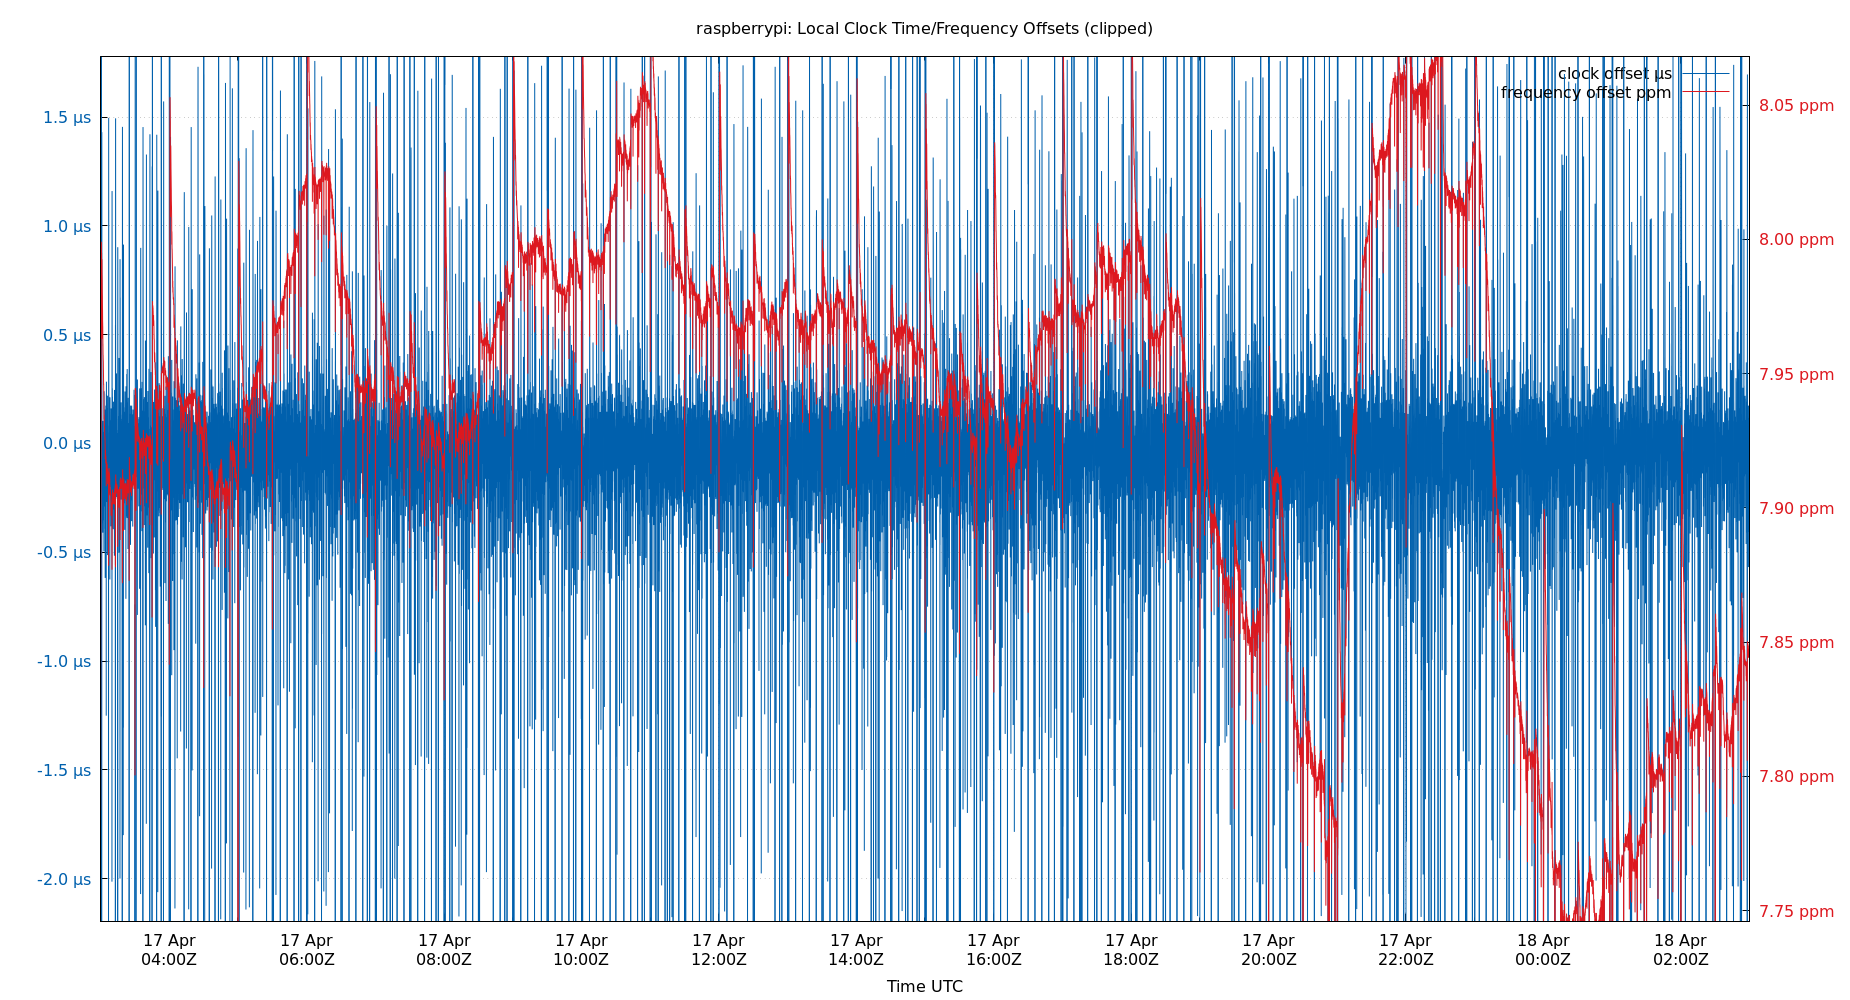 raspberrypi: Local Clock Time/Frequency Offsets (clipped)
clock offset µs
frequency offset ppm
1.5 µs
1.0 µs
0.5 µs
0.0 µs
-0.5 µs
-1.0 µs
-1.5 µs
-2.0 µs
8.05 ppm
8.00 ppm
7.95 ppm
7.90 ppm
7.85 ppm
7.80 ppm
7.75 ppm
17 Apr 17 Apr 17 Apr 17 Apr 17 Apr 17 Apr 17 Apr 17 Apr 17 Apr 17 Apr 18 Apr 18 Apr
04:00Z 06:00Z 08:00Z 10:00Z 12:00Z 14:00Z 16:00Z 18:00Z 20:00Z 22:00Z 00:00Z 02:00Z
Time UTC